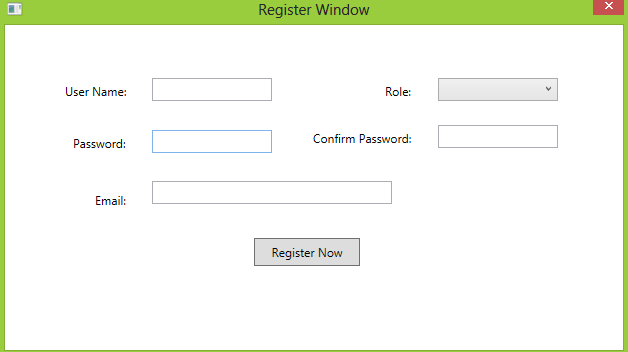 Register Window
User Name:
Role:
Password:
Confirm Password:
Email:
Register Now